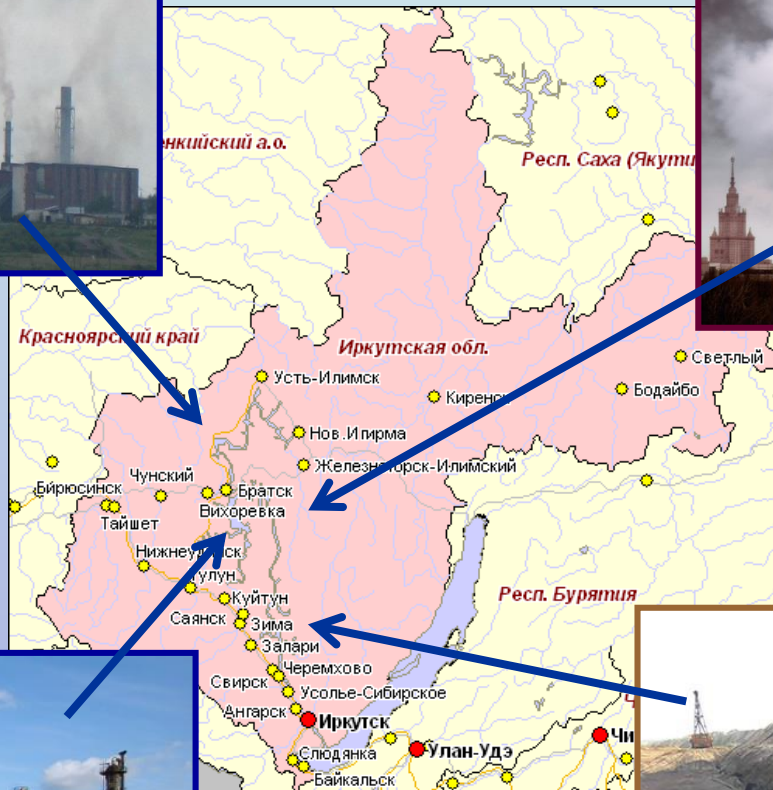 енкийский а.о.
Респ. Саха (Якути
Красноярский край
Иркутская обл.
Светлый
Усть-Илимск
Бодайбо
Киренск
Нов.Игирма
Железногорск-Илимский
Чунский
Бирюсинск
Братск
Вихоревка
Тайшет
Нижнеудинск
Тулун
Куйтун
Респ. Бурятия
Саянск
Зима
Залари
Черемхово
Свирск
Усолье-Сибирское
Ангарск
Иркутск
Чи
Улан-Удэ
Слюдянка
Байкальск